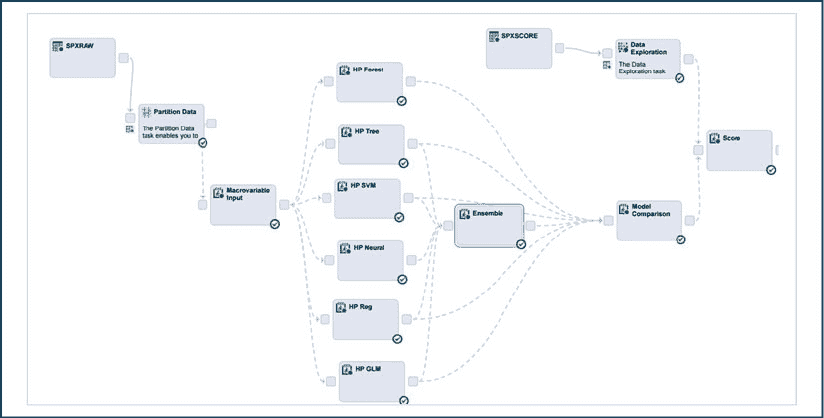 SPXRAW
Partition Data
The Partition Data
task enables you to
Macrovariable
Input
HP Forest
HP Tree
HP SVM
HP Neural
HP Reg
HP GLM
Ensemble
SPXSCORE
Data
Exploration
The Data
Exploration task
Model
Comparison
Score